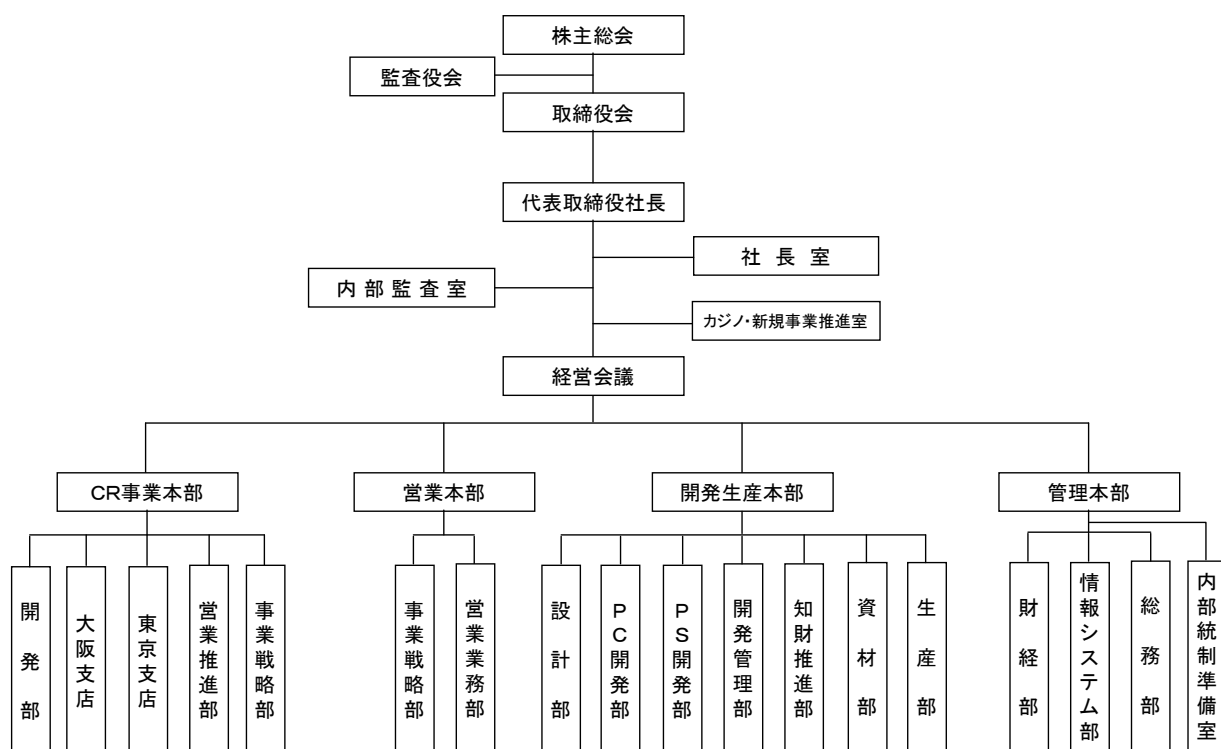 株主総会
監査役会
取締役会
代表取締役社長
社長室
内部監査室
カジノ・新規事業推進室
経営会議
CR事業本部
営業本部
開発生産本部
管理本部
開発部
大阪支店
東京支店
営業推進部
事業戦略部
事業戦略部
営業業務部
設計部
PC開発部
PS開発部
開発管理部
知財推進部
資材部
生産部
財経部
情報システム部
総務部
内部統制準備室